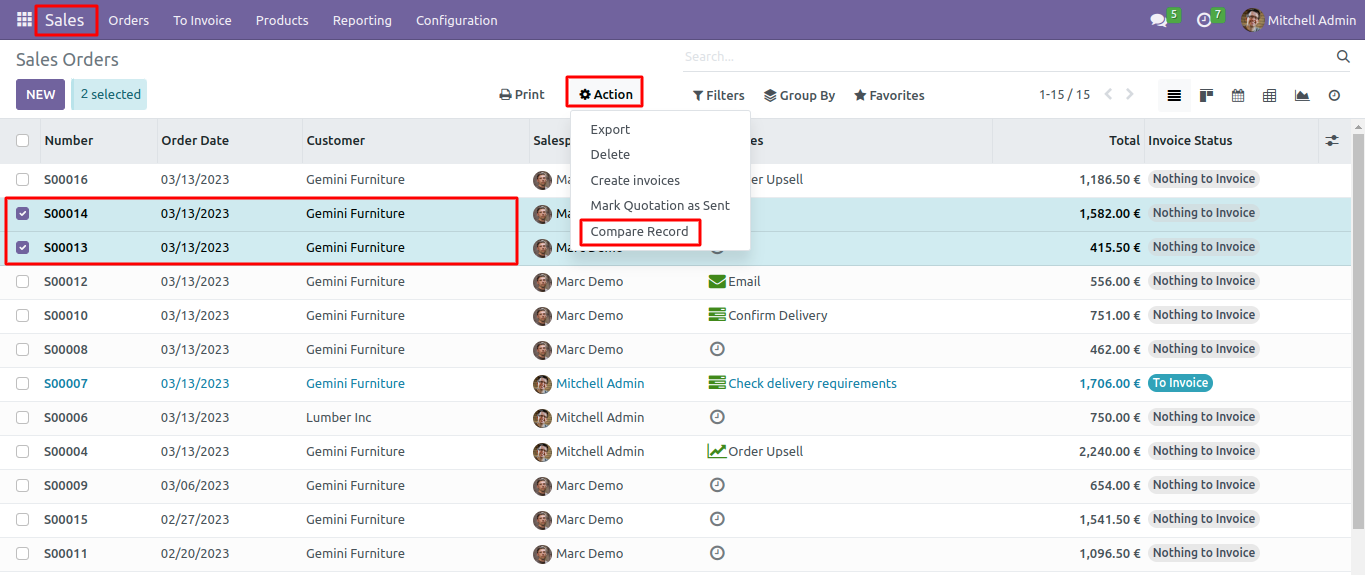 Sales Orders To Invoice Products Reporting Configuration 5 7 Mitchell Admin
Sales Orders Search...
NEW 2 selected Print Action Filters Group By Favorites 1-15 / 15
Export
Delete
Create invoices
Mark Quotation as Sent
Compare Record
Number Order Date Customer Salesp es Total Invoice Status
S00016 03/13/2023 Gemini Furniture Ma er Upsell 1,186.50 € Nothing to Invoice
S00014 03/13/2023 Gemini Furniture Ma 1,582.00 € Nothing to Invoice
S00013 03/13/2023 Gemini Furniture Marc Demo 415.50 € Nothing to Invoice
S00012 03/13/2023 Gemini Furniture Marc Demo Email 556.00 € Nothing to Invoice
S00010 03/13/2023 Gemini Furniture Marc Demo Confirm Delivery 751.00 € Nothing to Invoice
S00008 03/13/2023 Gemini Furniture Marc Demo 462.00 € Nothing to Invoice
S00007 03/13/2023 Gemini Furniture Mitchell Admin Check delivery requirements 1,706.00 € To Invoice
S00006 03/13/2023 Lumber Inc Mitchell Admin 750.00 € Nothing to Invoice
S00004 03/13/2023 Gemini Furniture Mitchell Admin Order Upsell 2,240.00 € Nothing to Invoice
S00009 03/06/2023 Gemini Furniture Marc Demo 654.00 € Nothing to Invoice
S00015 02/27/2023 Gemini Furniture Marc Demo 1,541.50 € Nothing to Invoice
S00011 02/20/2023 Gemini Furniture Marc Demo 1,096.50 € Nothing to Invoice